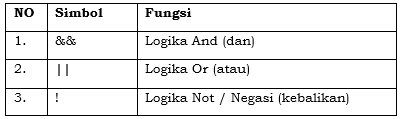 NO Simbol Fungsi
1. && Logika And (dan)
2. || Logika Or (atau)
3. ! Logika Not / Negasi (kebalikan)